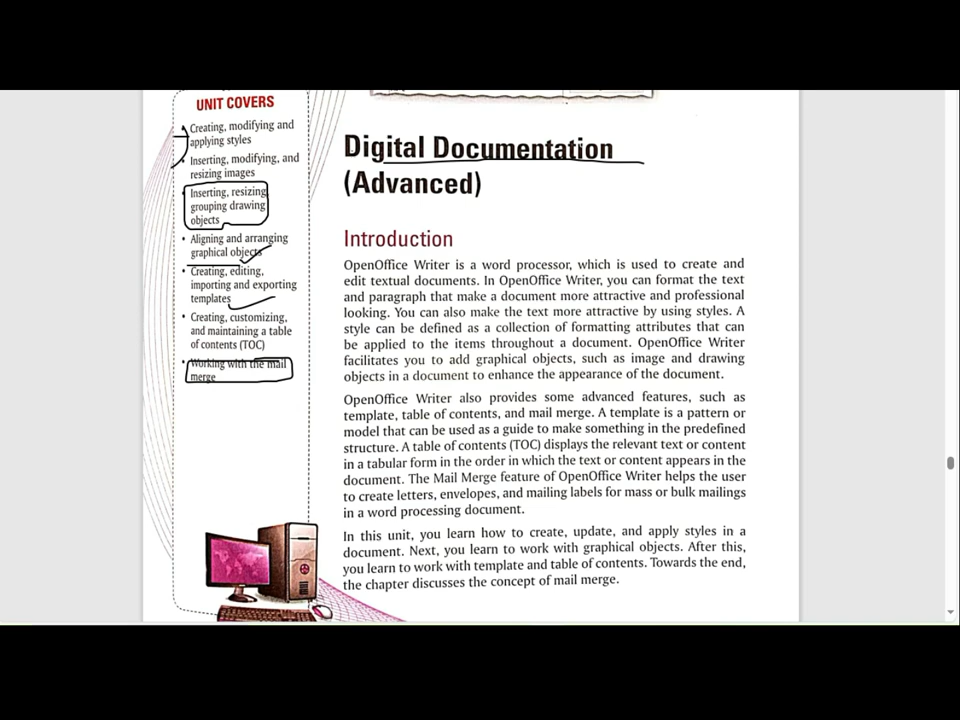 UNIT COVERS
• Creating, modifying and
applying styles
• Inserting, modifying, and
resizing images
• Inserting, resizing,
grouping drawing
objects
• Aligning and arranging
graphical objects
• Creating, editing,
importing and exporting
templates
• Creating, customizing,
and maintaining a table
of contents (TOC)
• Working with the mail
merge
Digital Documentation
(Advanced)
Introduction
OpenOffice Writer is a word processor, which is used to create and
edit textual documents. In OpenOffice Writer, you can format the text
and paragraph that make a document more attractive and professional
looking. You can also make the text more attractive by using styles. A
style can be defined as a collection of formatting attributes that can
be applied to the items throughout a document. OpenOffice Writer
facilitates you to add graphical objects, such as image and drawing
objects in a document to enhance the appearance of the document.
OpenOffice Writer also provides some advanced features, such as
template, table of contents, and mail merge. A template is a pattern or
model that can be used as a guide to make something in the predefined
structure. A table of contents (TOC) displays the relevant text or content
in a tabular form in the order in which the text or content appears in the
document. The Mail Merge feature of OpenOffice Writer helps the user
to create letters, envelopes, and mailing labels for mass or bulk mailings
in a word processing document.
In this unit, you learn how to create, update, and apply styles in a
document. Next, you learn to work with graphical objects. After this,
you learn to work with template and table of contents. Towards the end,
the chapter discusses the concept of mail merge.